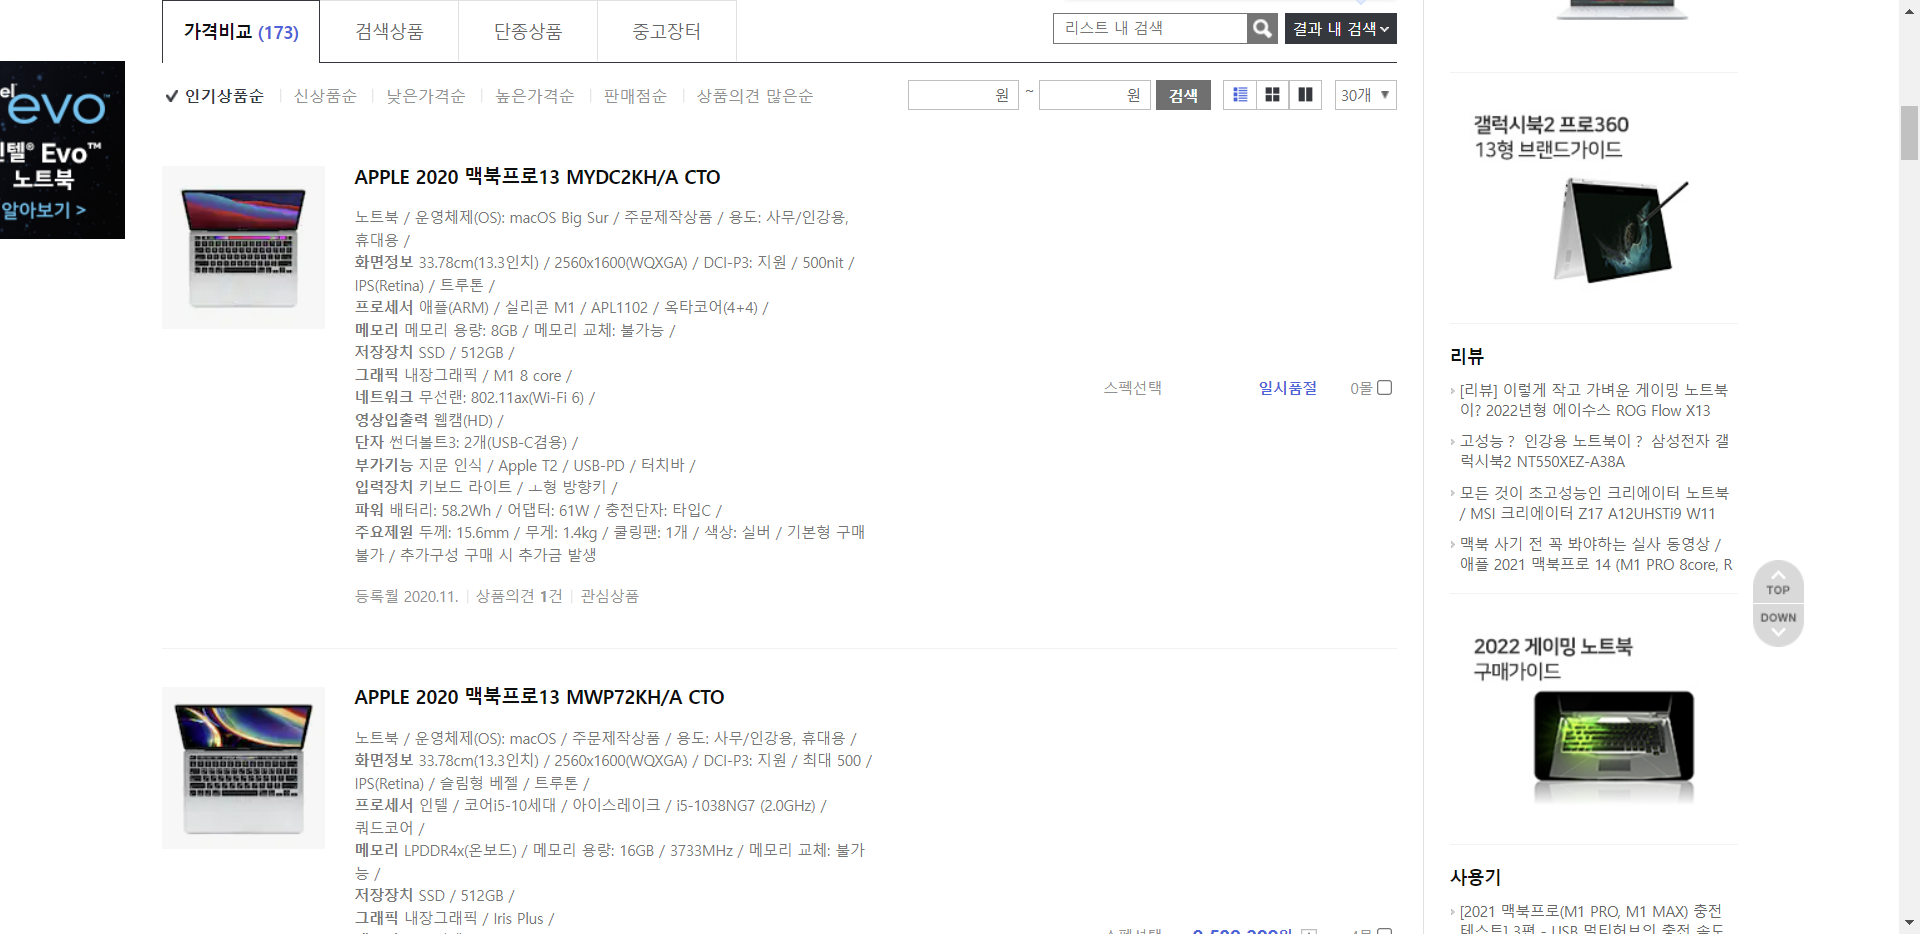 가격비교 (173)
검색상품
단종상품
중고장터
리스트 내 검색
결과 내 검색
인기상품순
신상품순
낮은가격순
높은가격순
판매점순
상품의견 많은순
원 ~ 원 검색
30개 ▼
evo™
인텔® Evo™
노트북
알아보기 >
APPLE 2020 맥북프로13 MYDC2KH/A CTO
노트북 / 운영체제(OS): macOS Big Sur / 주문제작상품 / 용도: 사무/인강용,
휴대용 /
화면정보 33.78cm(13.3인치) / 2560x1600(WQXGA) / DCI-P3: 지원 / 500nit /
IPS(Retina) / 트루톤 /
프로세서 애플(ARM) / 실리콘 M1 / APL1102 / 옥타코어(4+4) /
메모리 메모리 용량: 8GB / 메모리 교체: 불가능 /
저장장치 SSD / 512GB /
그래픽 내장그래픽 / M1 8 core /
네트워크 무선랜: 802.11ax(Wi-Fi 6) /
영상입출력 웹캠(HD) /
단자 썬더볼트3: 2개(USB-C겸용) /
부가기능 지문 인식 / Apple T2 / USB-PD / 터치바 /
입력장치 키보드 라이트 / ㅗ형 방향키 /
파워 배터리: 58.2Wh / 어댑터: 61W / 충전단자: 타입C /
주요제원 두께: 15.6mm / 무게: 1.4kg / 쿨링팬: 1개 / 색상: 실버 / 기본형 구매
불가 / 추가구성 구매 시 추가금 발생
등록월 2020.11. 상품의견 1건 관심상품
스펙선택
일시품절
0몰
APPLE 2020 맥북프로13 MWP72KH/A CTO
노트북 / 운영체제(OS): macOS / 주문제작상품 / 용도: 사무/인강용, 휴대용 /
화면정보 33.78cm(13.3인치) / 2560x1600(WQXGA) / DCI-P3: 지원 / 최대 500 /
IPS(Retina) / 슬림형 베젤 / 트루톤 /
프로세서 인텔 / 코어i5-10세대 / 아이스레이크 / i5-1038NG7 (2.0GHz) /
쿼드코어 /
메모리 LPDDR4x(온보드) / 메모리 용량: 16GB / 3733MHz / 메모리 교체: 불가
능 /
저장장치 SSD / 512GB /
그래픽 내장그래픽 / Iris Plus /
갤럭시북2 프로360
13형 브랜드가이드
리뷰
[리뷰] 이렇게 작고 가벼운 게이밍 노트북
이? 2022년형 에이수스 ROG Flow X13
고성능？ 인강용 노트북이？ 삼성전자 갤
럭시북2 NT550XEZ-A38A
모든 것이 초고성능인 크리에이터 노트북
/ MSI 크리에이터 Z17 A12UHSTi9 W11
맥북 사기 전 꼭 봐야하는 실사 동영상 /
애플 2021 맥북프로 14 (M1 PRO 8core, R
TOP
DOWN
2022 게이밍 노트북
구매가이드
사용기
[2021 맥북프로(M1 PRO, M1 MAX) 충전
테스트] 3편 - USB 멀티허브의 충전 속도